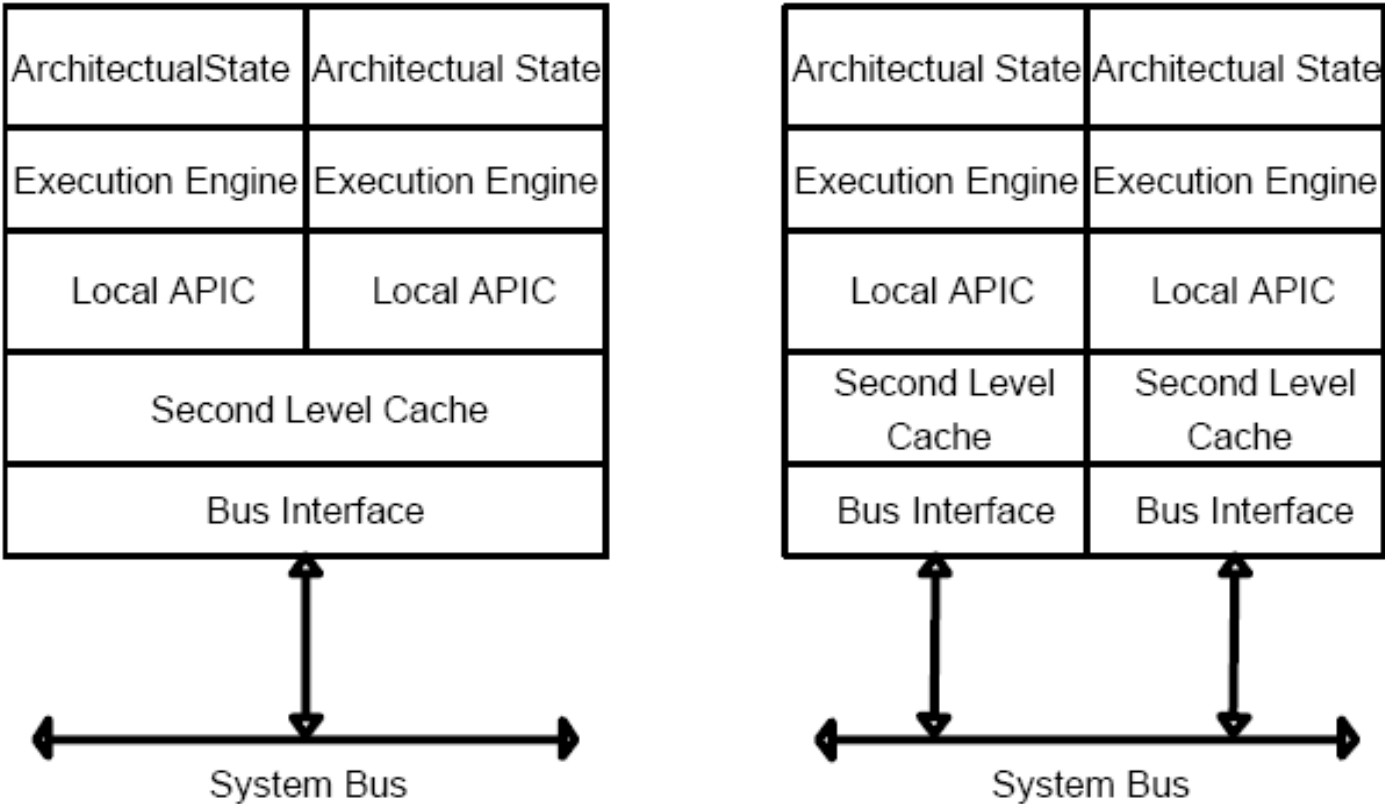 ArchitectualState
Architectual State
Execution Engine
Execution Engine
Local APIC
Local APIC
Second Level Cache
Bus Interface
System Bus
Architectual State
Architectual State
Execution Engine
Execution Engine
Local APIC
Local APIC
Second Level
Cache
Second Level
Cache
Bus Interface
Bus Interface
System Bus